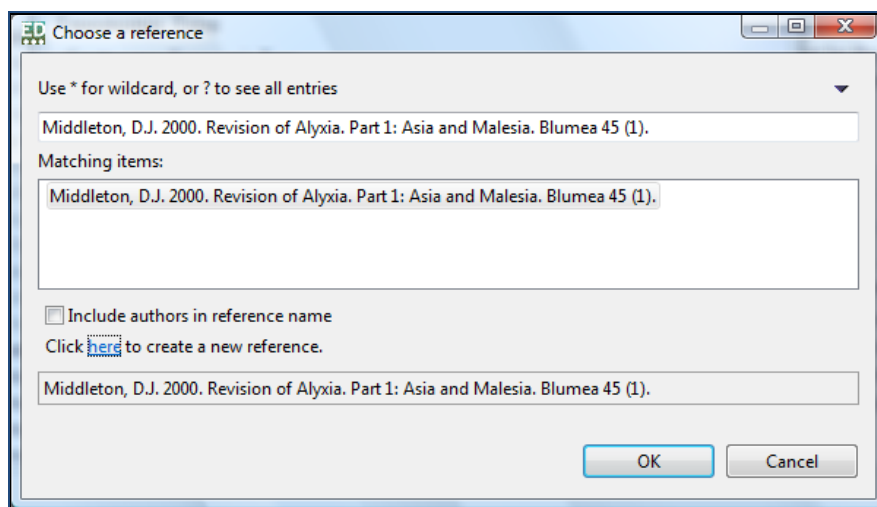 ED Choose a reference
Use * for wildcard, or ? to see all entries
Middleton, D.J. 2000. Revision of Alyxia. Part 1: Asia and Malesia. Blumea 45 (1).
Matching items:
Middleton, D.J. 2000. Revision of Alyxia. Part 1: Asia and Malesia. Blumea 45 (1).
Include authors in reference name
Click here to create a new reference.
Middleton, D.J. 2000. Revision of Alyxia. Part 1: Asia and Malesia. Blumea 45 (1).
OK Cancel